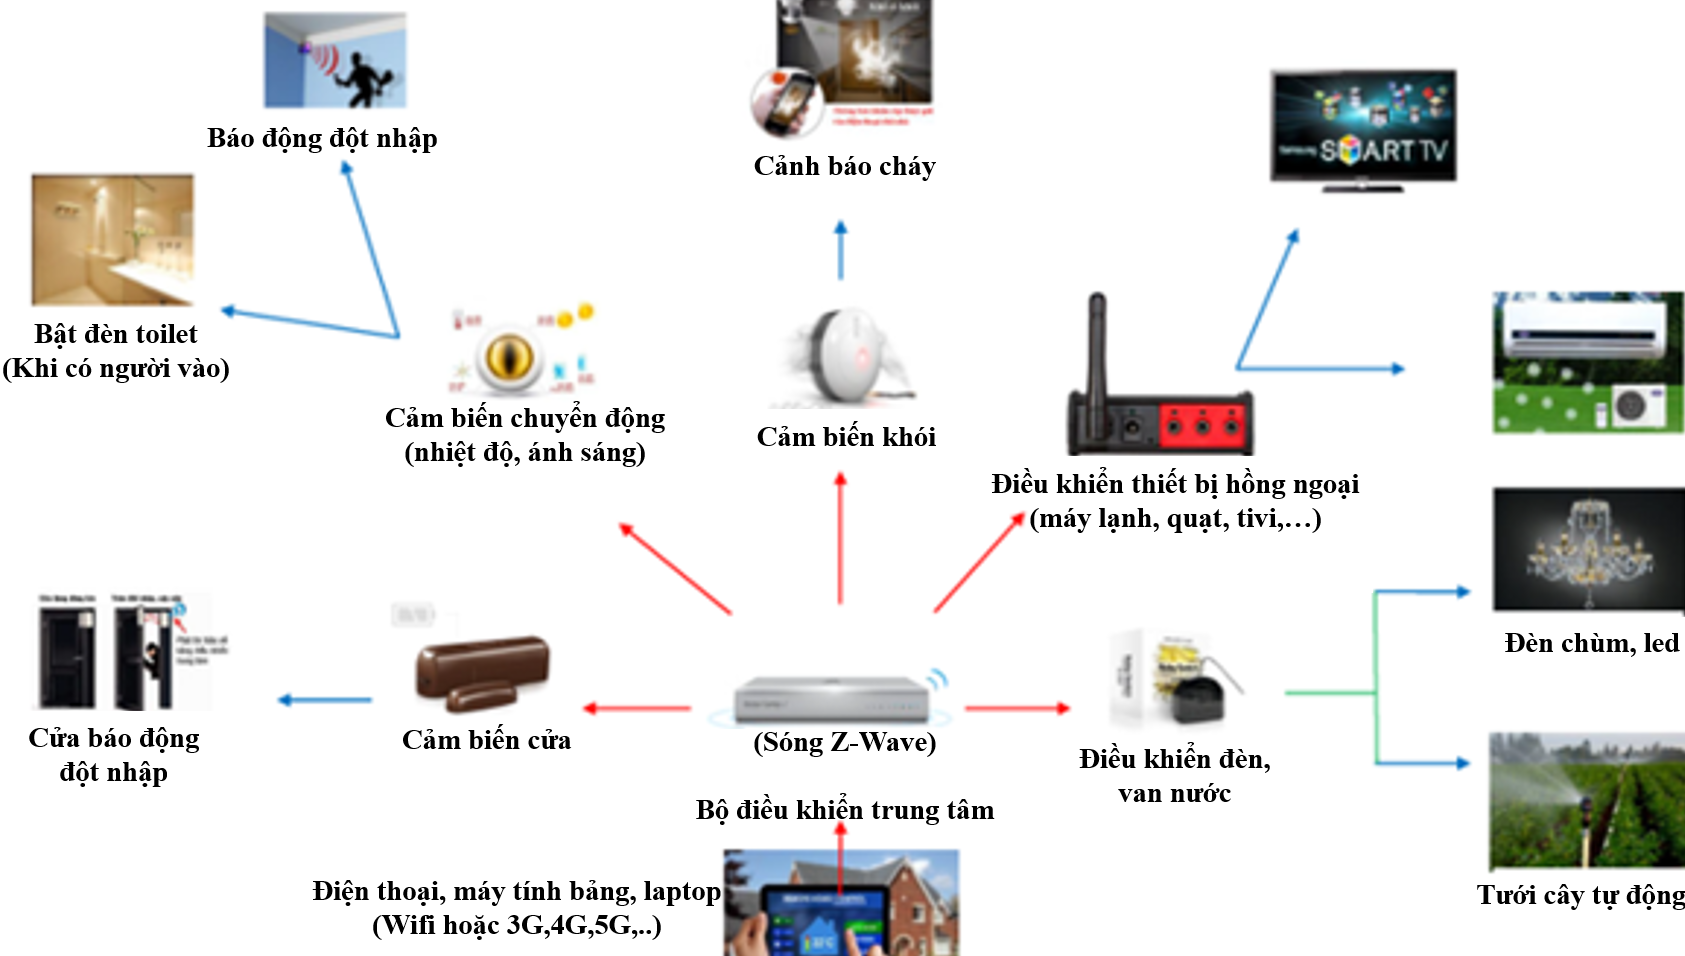 Báo động đột nhập
Cảnh báo cháy
SMART TV
Bật đèn toilet
(Khi có người vào)
Cảm biến chuyển động
(nhiệt độ, ánh sáng)
Cảm biến khói
Điều khiển thiết bị hồng ngoại
(máy lạnh, quạt, tivi,…)
Đèn chùm, led
Cửa báo động
đột nhập
Cảm biến cửa
(Sóng Z-Wave)
Điều khiển đèn,
van nước
Bộ điều khiển trung tâm
Điện thoại, máy tính bảng, laptop
(Wifi hoặc 3G,4G,5G,..)
Tưới cây tự động